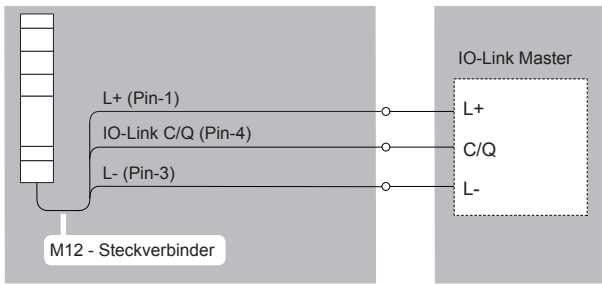 IO-Link Master
L+ (Pin-1)
L+
IO-Link C/Q (Pin-4)
C/Q
L- (Pin-3)
L-
M12 - Steckverbinder